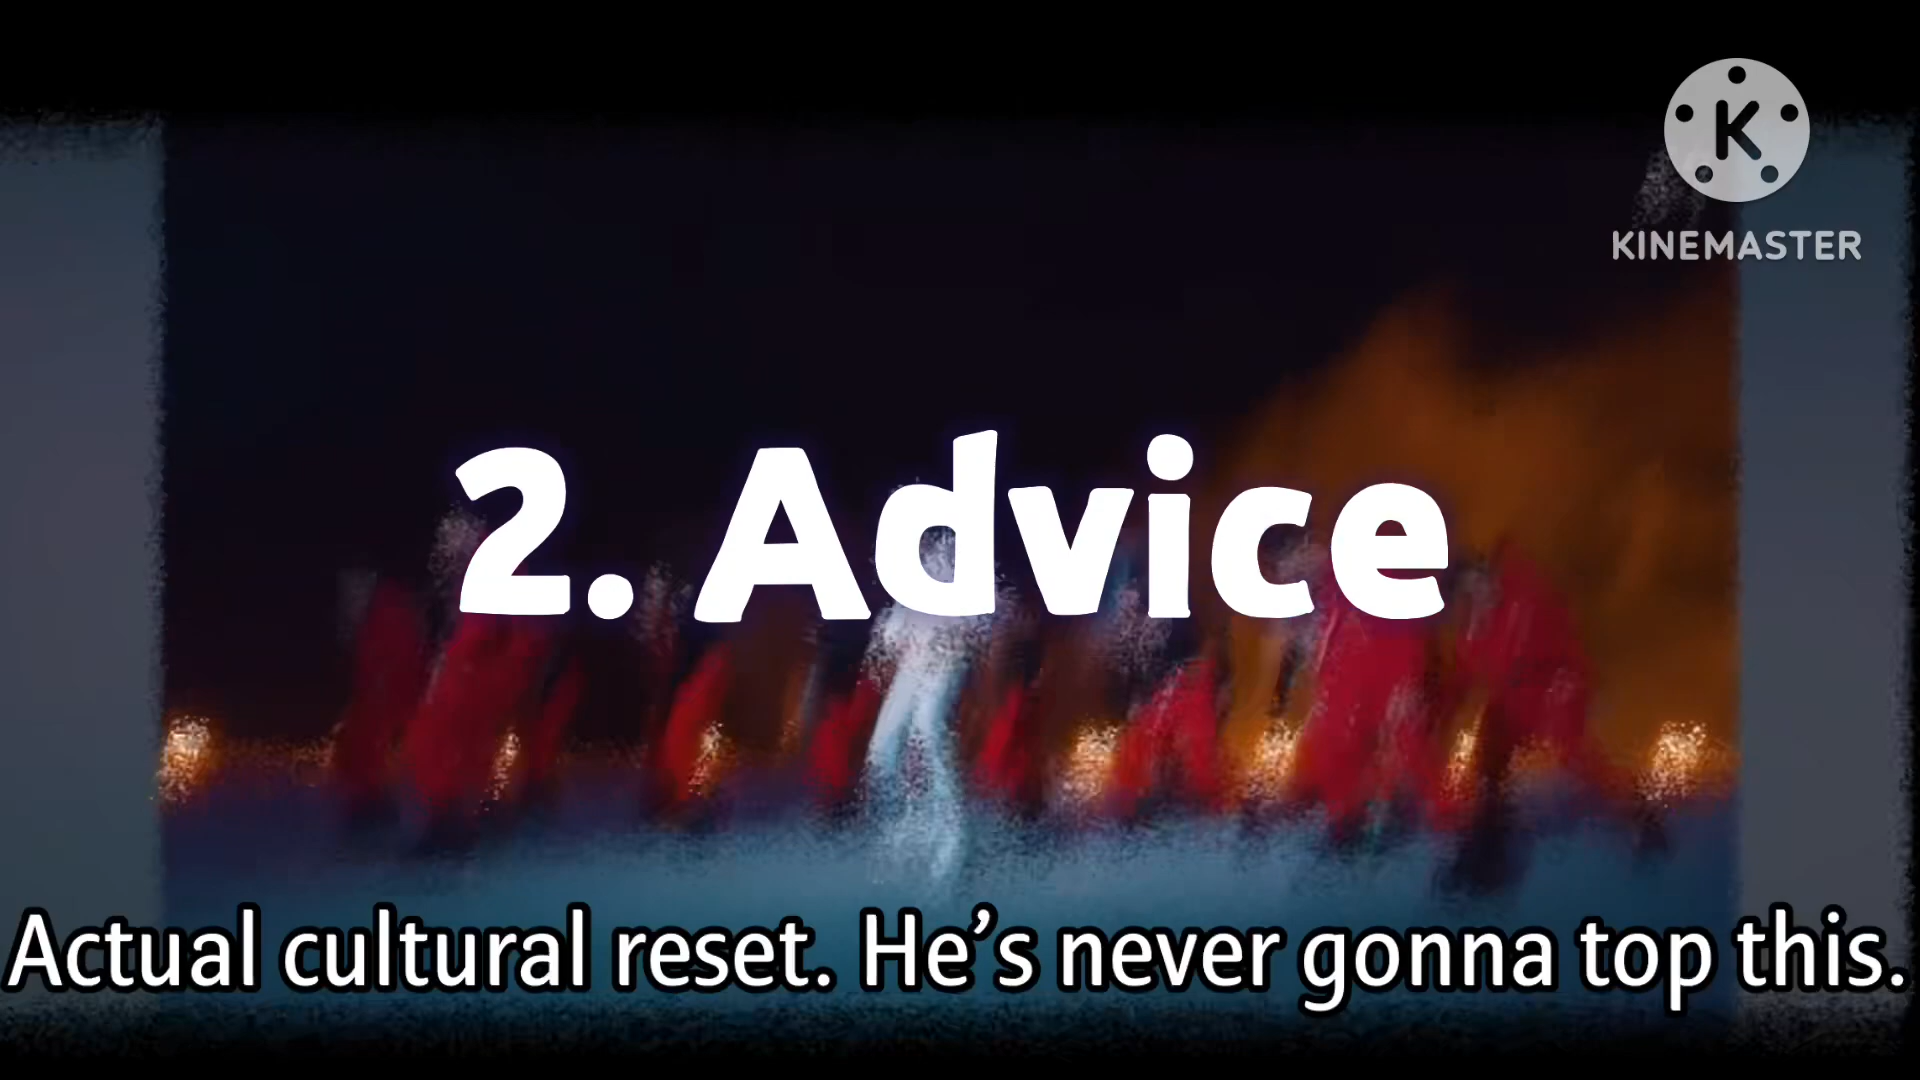 K
KINEMASTER
2. Advice
Actual cultural reset. He’s never gonna top this.